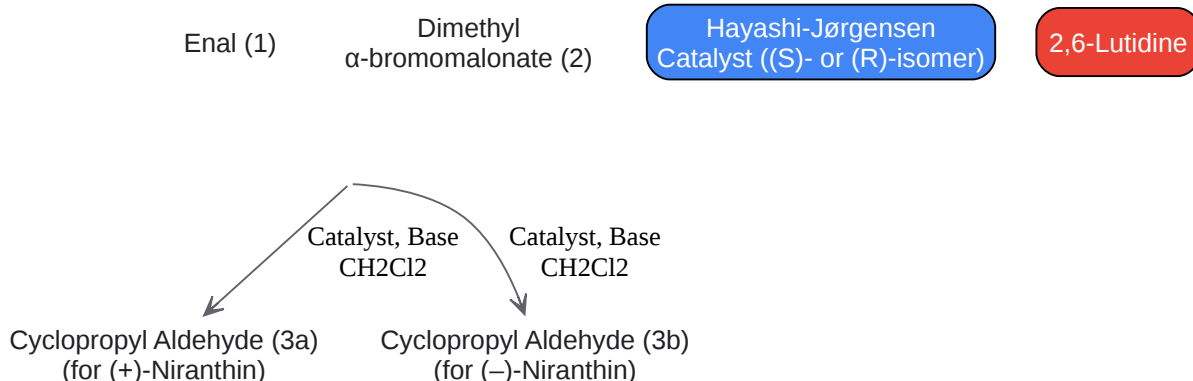 Enal (1)
Dimethyl
α-bromomalonate (2)
Hayashi-Jørgensen
Catalyst ((S)- or (R)-isomer)
2,6-Lutidine
Catalyst, Base
CH2Cl2
Catalyst, Base
CH2Cl2
Cyclopropyl Aldehyde (3a)
(for (+)-Niranthin)
Cyclopropyl Aldehyde (3b)
(for (–)-Niranthin)